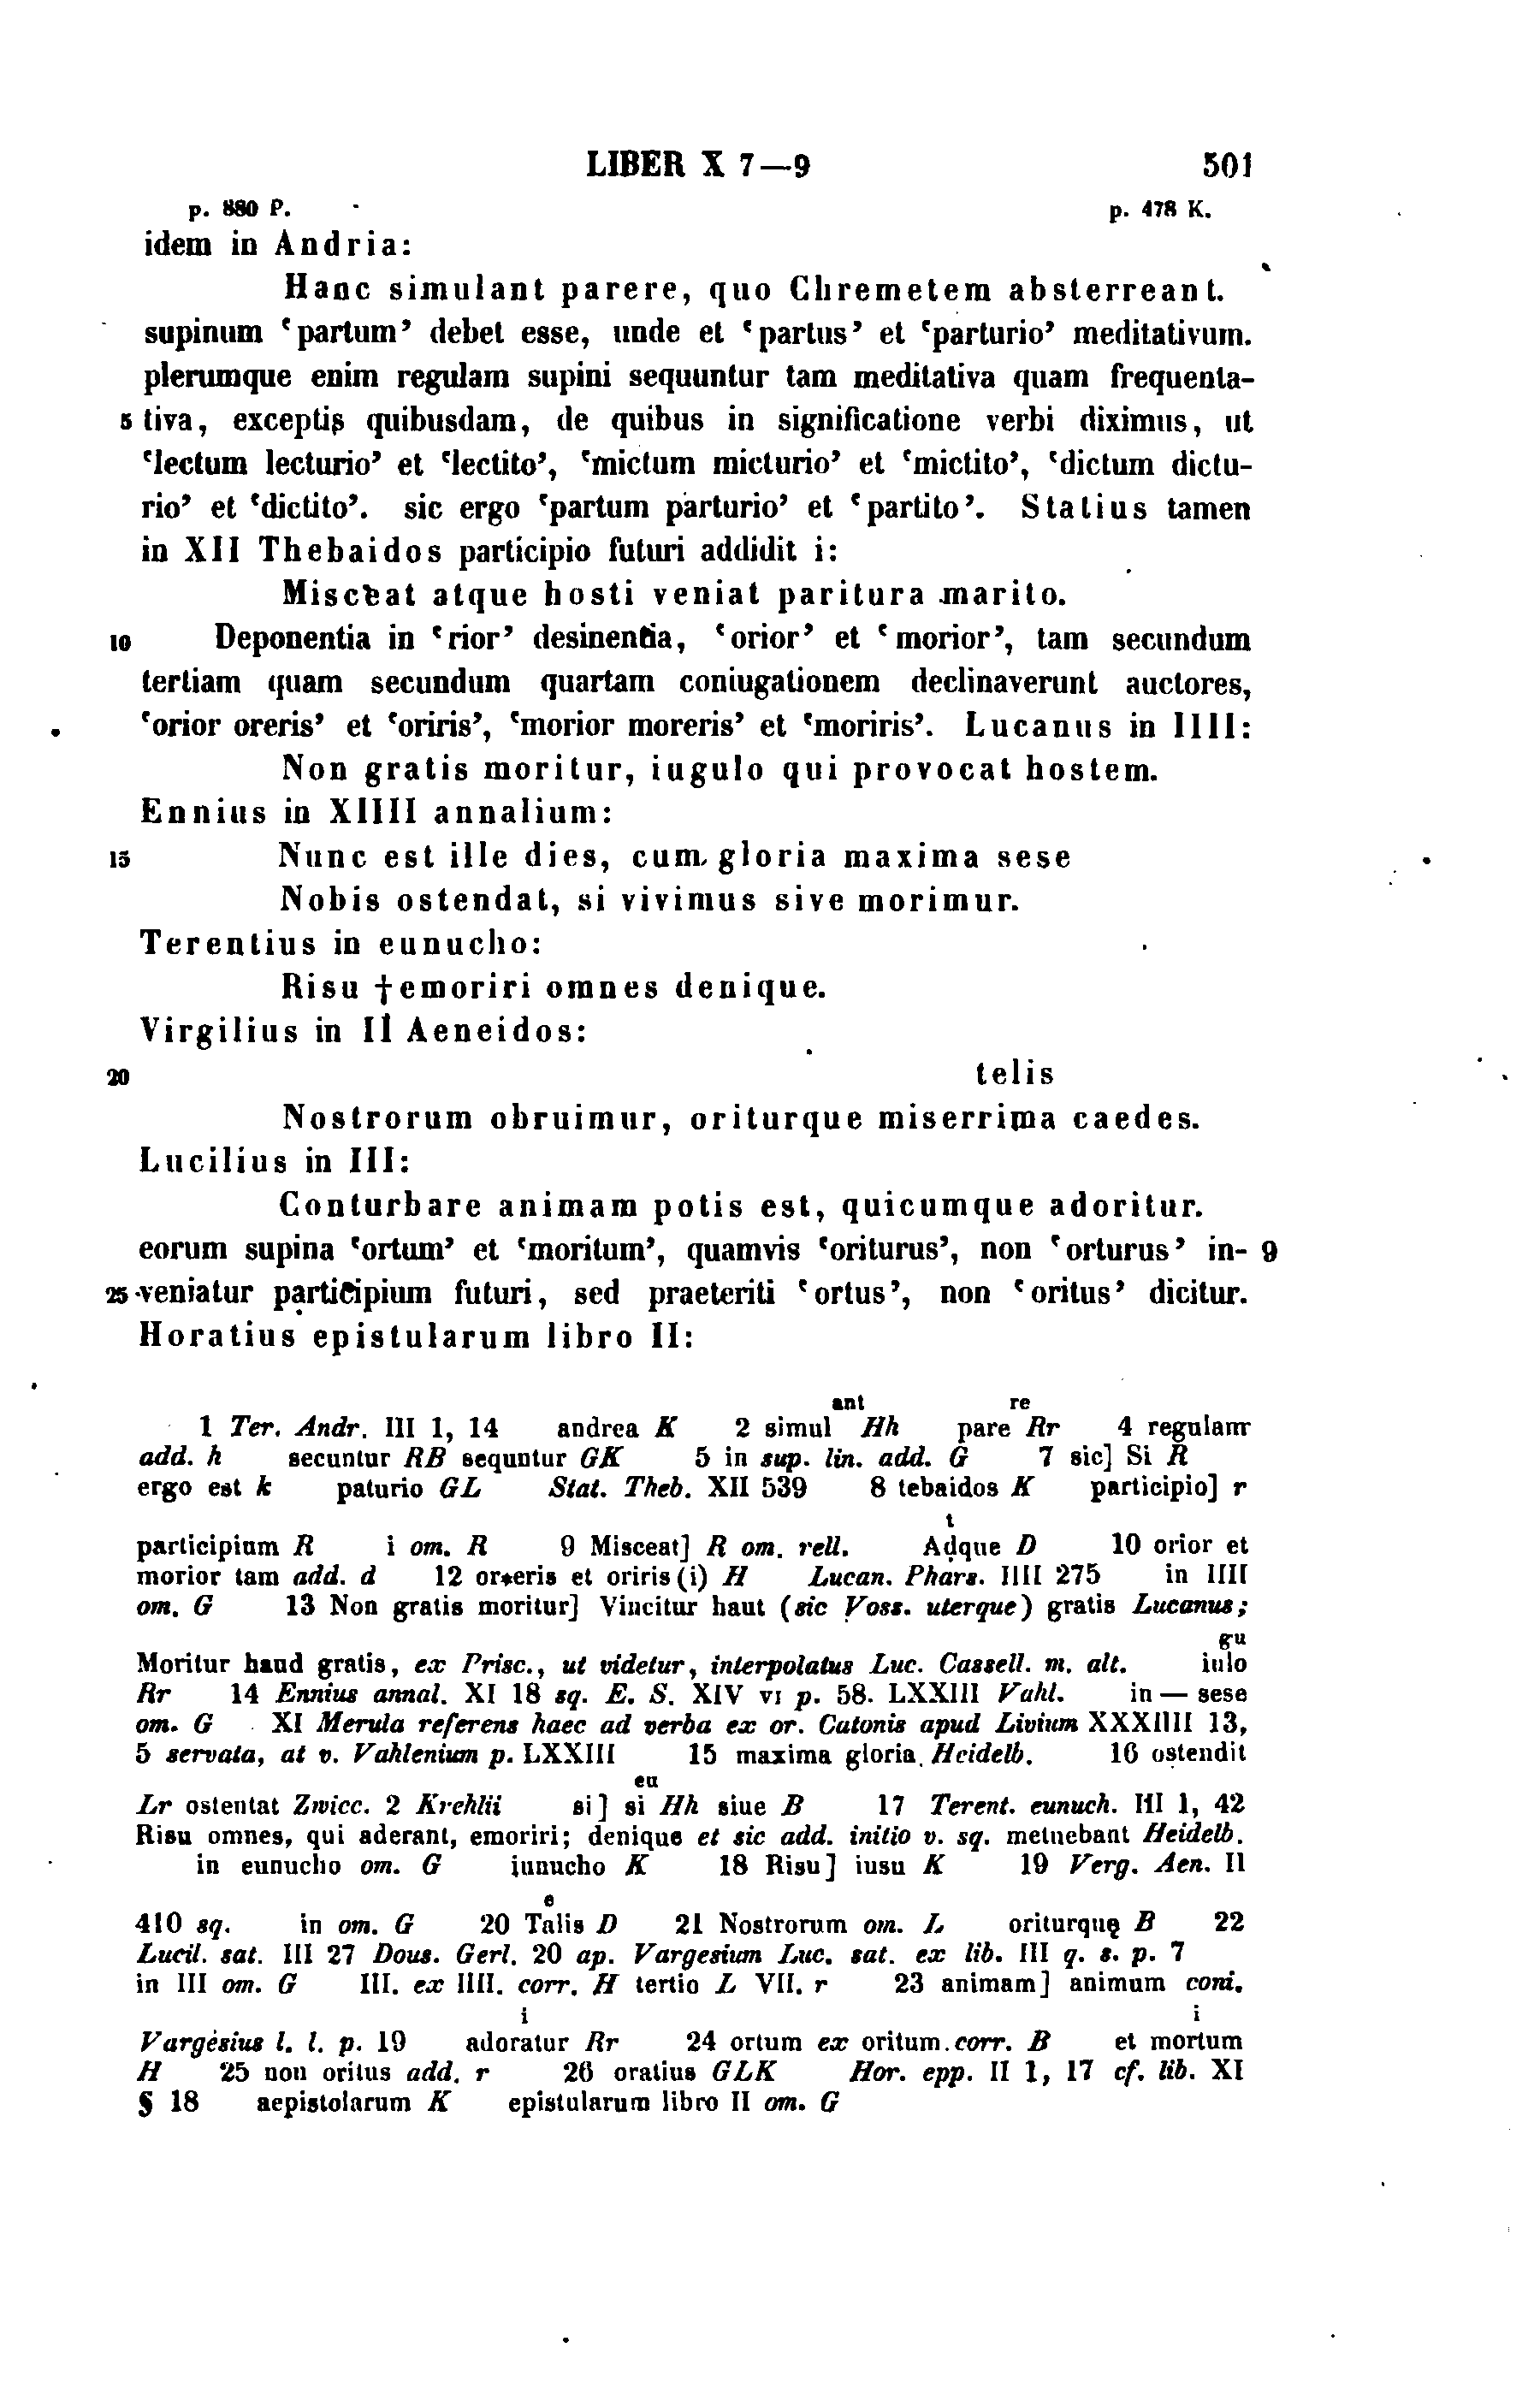 LIBER X 7—9 501
p. 880 P. p. 478 K.
idem in Andria:
Hanc simulant parere, quo Chremetem absterreant.
supinum ‘partum’ debet esse, unde et ‘partus’ et ‘parturio’ meditativum.
plerumque enim regulam supini sequuntur tam meditativa quam frequenta-
5 tiva, exceptis quibusdam, de quibus in significatione verbi diximus, ut
‘lectum lecturio’ et ‘lectito’, ‘mictum micturio’ et ‘mictito’, ‘dictum dictu-
rio’ et ‘dictito’. sic ergo ‘partum parturio’ et ‘partito’. Statius tamen
in XII Thebaidos participio futuri addidit i:
Misceat atque hosti veniat paritura marito.
10 Deponentia in ‘rior’ desinentia, ‘orior’ et ‘morior’, tam secundum
tertiam quam secundum quartam coniugationem declinaverunt auctores,
‘orior oreris’ et ‘oriris’, ‘morior moreris’ et ‘moriris’. Lucanus in IIII:
Non gratis moritur, iugulo qui provocat hostem.
Ennius in XIIII annalium:
15 Nunc est ille dies, cum gloria maxima sese
Nobis ostendat, si vivimus sive morimur.
Terentius in eunucho:
Risu †emoriri omnes denique.
Virgilius in II Aeneidos:
20 telis
Nostrorum obruimur, oriturque miserrima caedes.
Lucilius in III:
Conturbare animam potis est, quicumque adoritur.
eorum supina ‘ortum’ et ‘moritum’, quamvis ‘oriturus’, non ‘orturus’ in- 9
25 veniatur participium futuri, sed praeteriti ‘ortus’, non ‘oritus’ dicitur.
Horatius epistularum libro II:
ant re
1 Ter. Andr. III 1, 14 andrea K 2 simul Hh pare Rr 4 regulam
add. h secuntur RB sequntur GK 5 in sup. lin. add. G 7 sic] Si R
ergo est k paturio GL Stat. Theb. XII 539 8 tebaidos K participio] r
t
participium R i om. R 9 Misceat] R om. rell. Adque D 10 orior et
morior tam add. d 12 or*eris et oriris (i) H Lucan. Phars. IIII 275 in IIII
om. G 13 Non gratis moritur] Vincitur haut (sic Voss. uterque) gratis Lucanus;
gu
Moritur haud gratis, ex Prisc., ut videtur, interpolatus Luc. Cassell. m. alt. iulo
Rr 14 Ennius annal. XI 18 sq. E. S. XIV VI p. 58. LXXIII Vahl. in — sese
om. G XI Merula referens haec ad verba ex or. Catonis apud Livium XXXIIII 13,
5 servata, at v. Vahlenium p. LXXIII 15 maxima gloria Heidelb. 16 ostendit
eu
Lr ostentat Zwicc. 2 Krehlii si] si Hh siue B 17 Terent. eunuch. III 1, 42
Risu omnes, qui aderant, emoriri; denique et sic add. initio v. sq. metuebant Heidelb.
in eunucho om. G iunucho K 18 Risu] iusu K 19 Verg. Aen. II
e
410 sq. in om. G 20 Talis D 21 Nostrorum om. L oriturquę B 22
Lucil. sat. III 27 Dous. Gerl. 20 ap. Vargesium Luc. sat. ex lib. III q. s. p. 7
in III om. G III. ex IIII. corr. H tertio L VII. r 23 animam] animum coni.
i i
Vargesius l. l. p. 19 adoratur Rr 24 ortum ex oritum corr. B et mortum
H 25 non oritus add. r 26 oratius GLK Hor. epp. II 1, 17 cf. lib. XI
§ 18 aepistolarum K epistularum libro II om. G